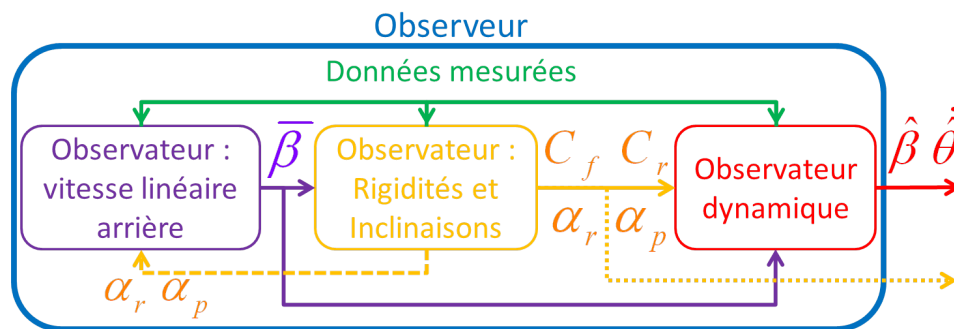 Observeur
Données mesurées
Observateur :
vitesse linéaire
arrière
β̅
Observateur :
Rigidités et
Inclinaisons
C_f C_r
α_r α_p
Observateur
dynamique
β̂ θ̇̂
α_r α_p